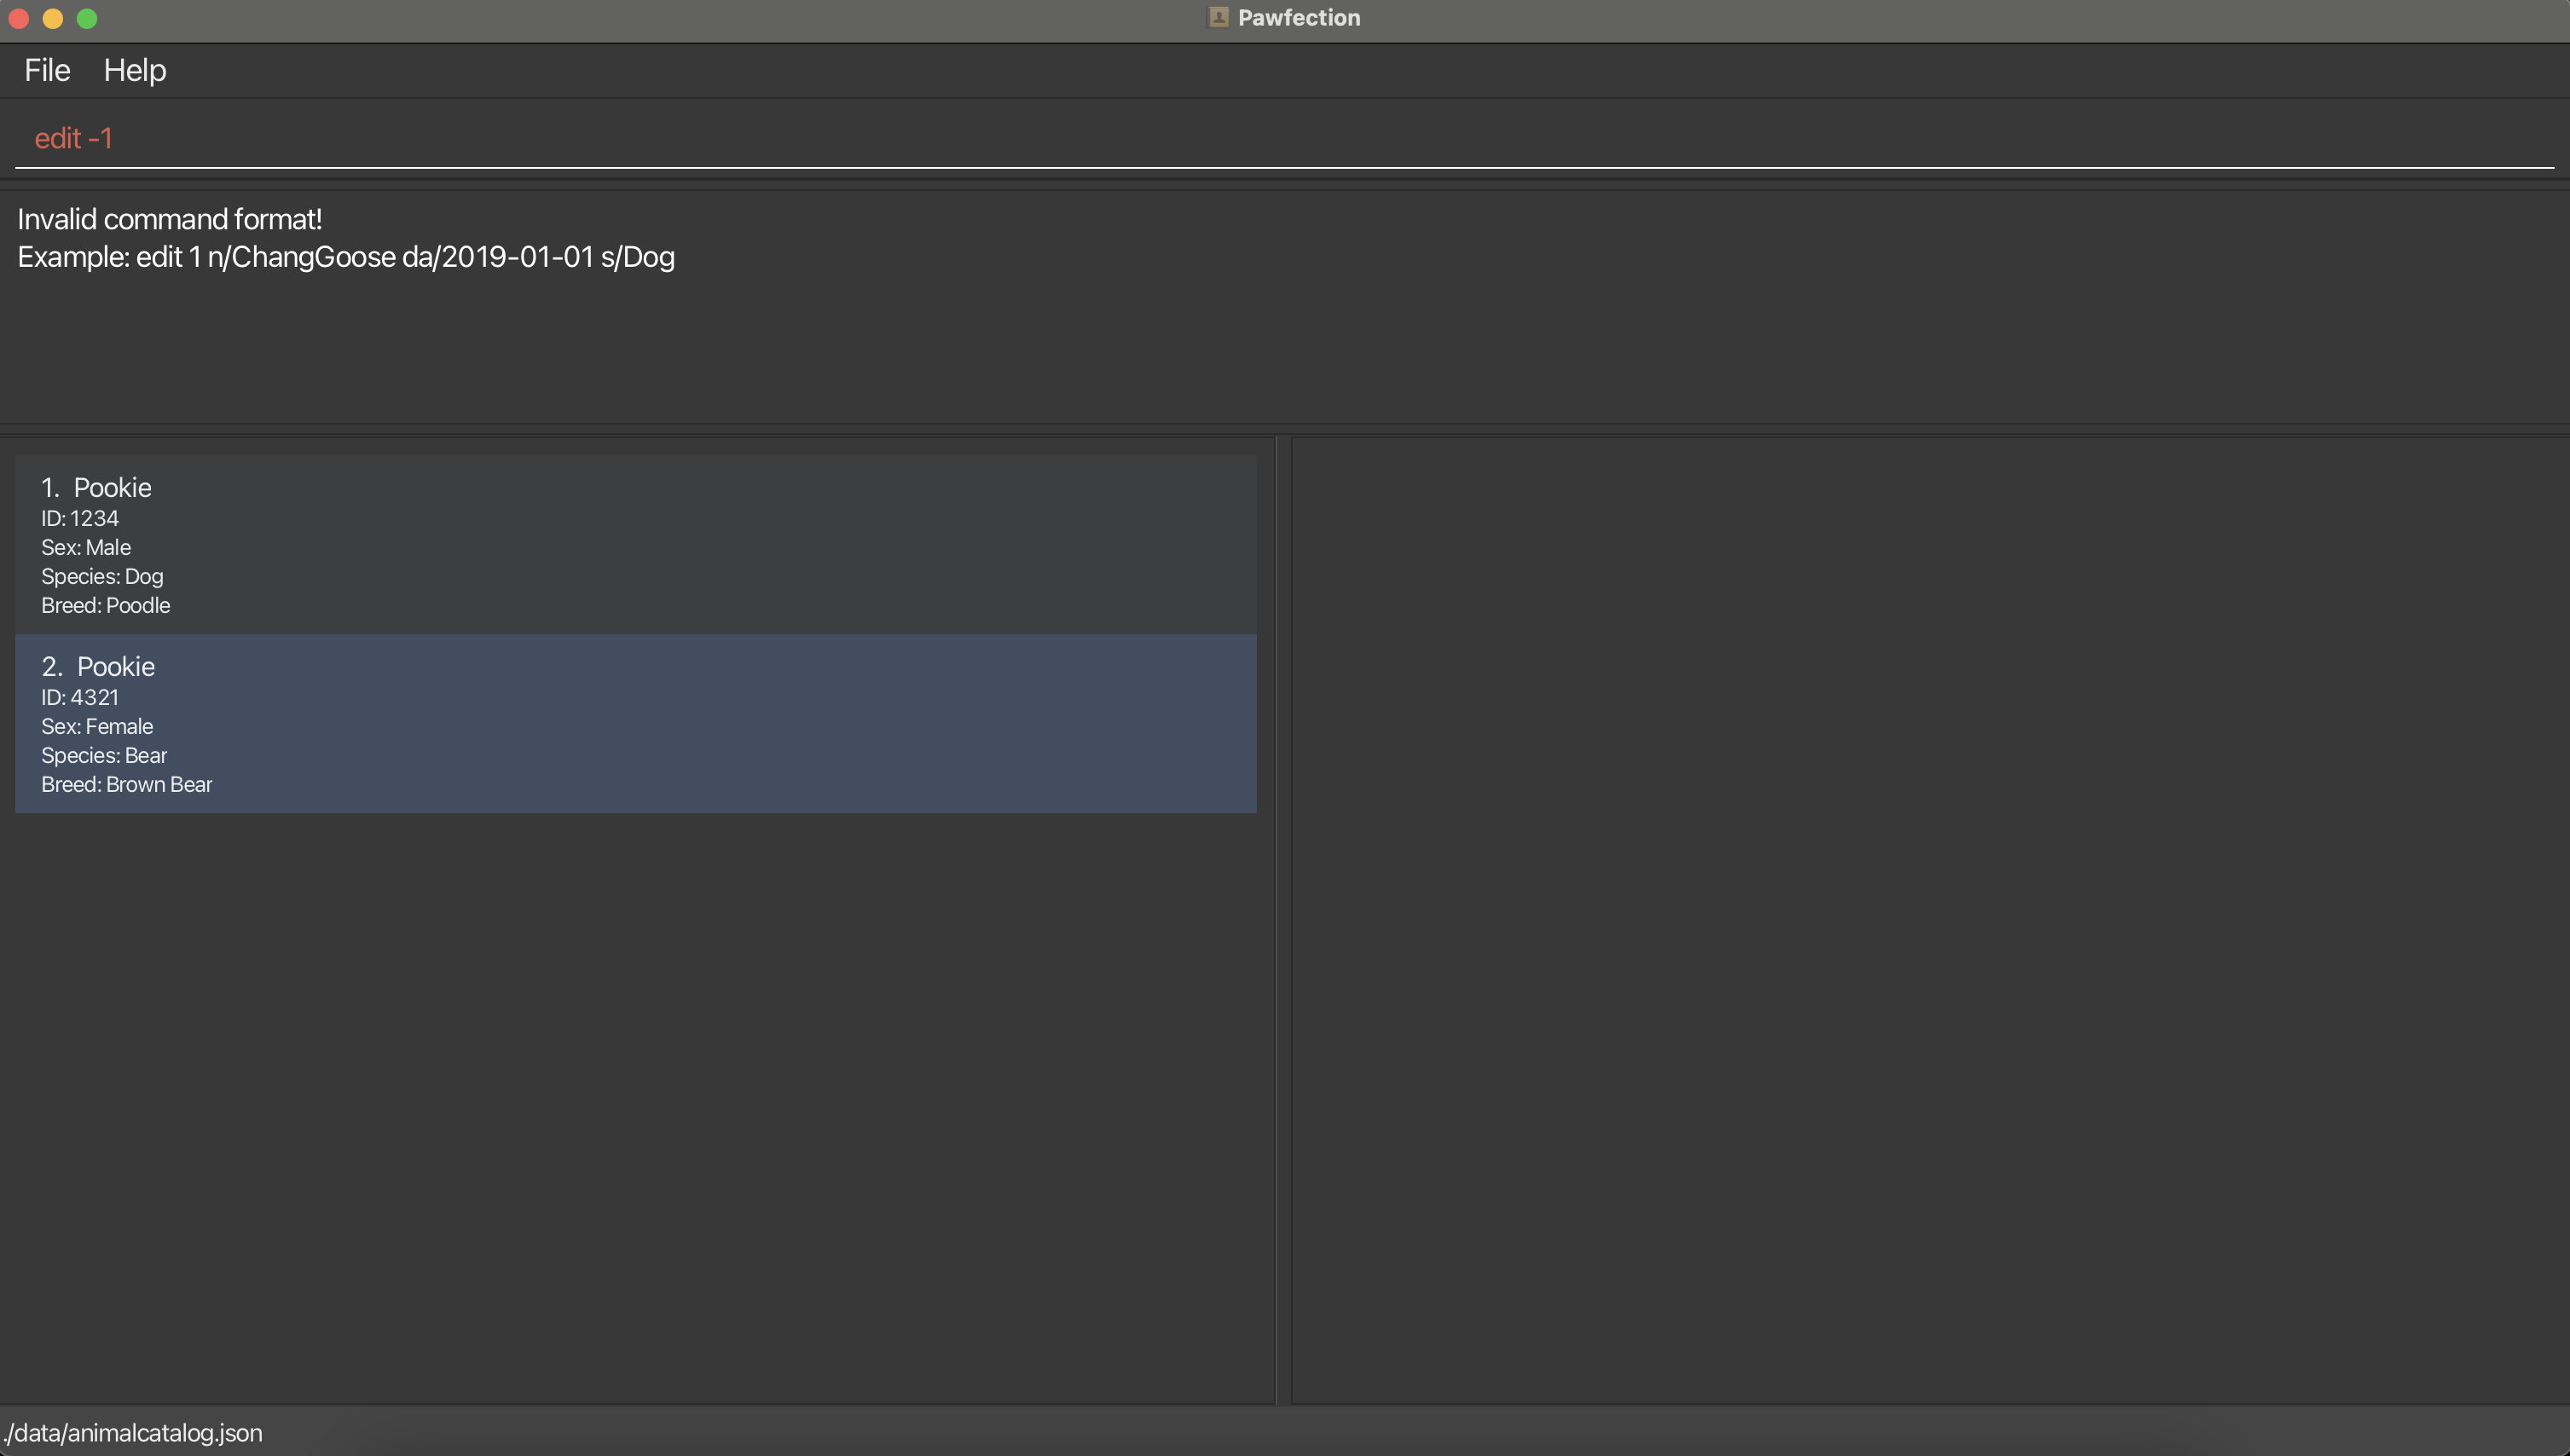 Pawfection
File Help
edit -1
Invalid command format!
Example: edit 1 n/ChangGoose da/2019-01-01 s/Dog
1. Pookie
ID: 1234
Sex: Male
Species: Dog
Breed: Poodle
2. Pookie
ID: 4321
Sex: Female
Species: Bear
Breed: Brown Bear
./data/animalcatalog.json